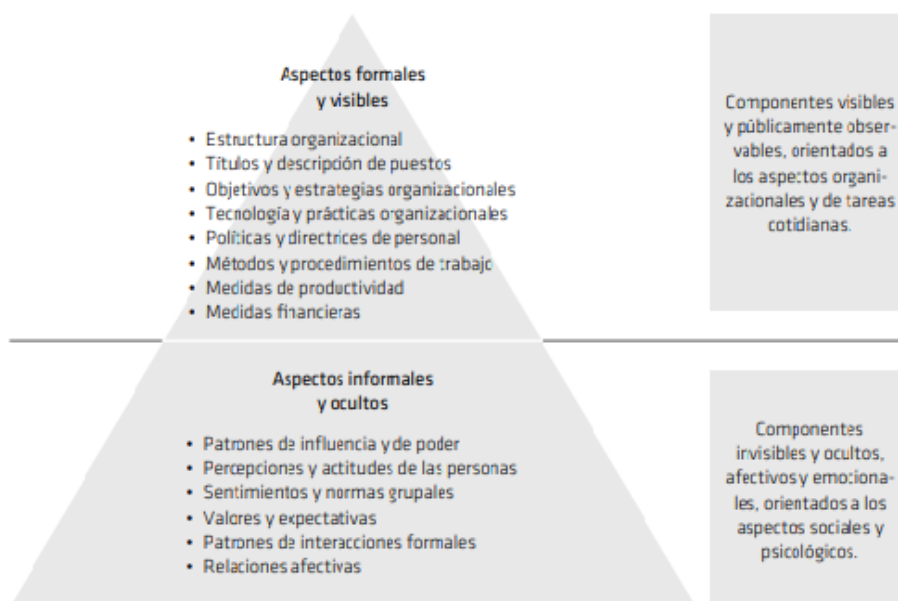 Aspectos formales
y visibles
• Estructura organizacional
• Títulos y descripción de puestos
• Objetivos y estrategias organizacionales
• Tecnología y prácticas organizacionales
• Políticas y directrices de personal
• Métodos y procedimientos de trabajo
• Medidas de productividad
• Medidas financieras
Componentes visibles
y públicamente obser-
vables, orientados a
los aspectos organi-
zacionales y de tareas
cotidianas.
Aspectos informales
y ocultos
• Patrones de influencia y de poder
• Percepciones y actitudes de las personas
• Sentimientos y normas grupales
• Valores y expectativas
• Patrones de interacciones formales
• Relaciones afectivas
Componentes
invisibles y ocultos,
afectivos y emociona-
les, orientados a los
aspectos sociales y
psicológicos.